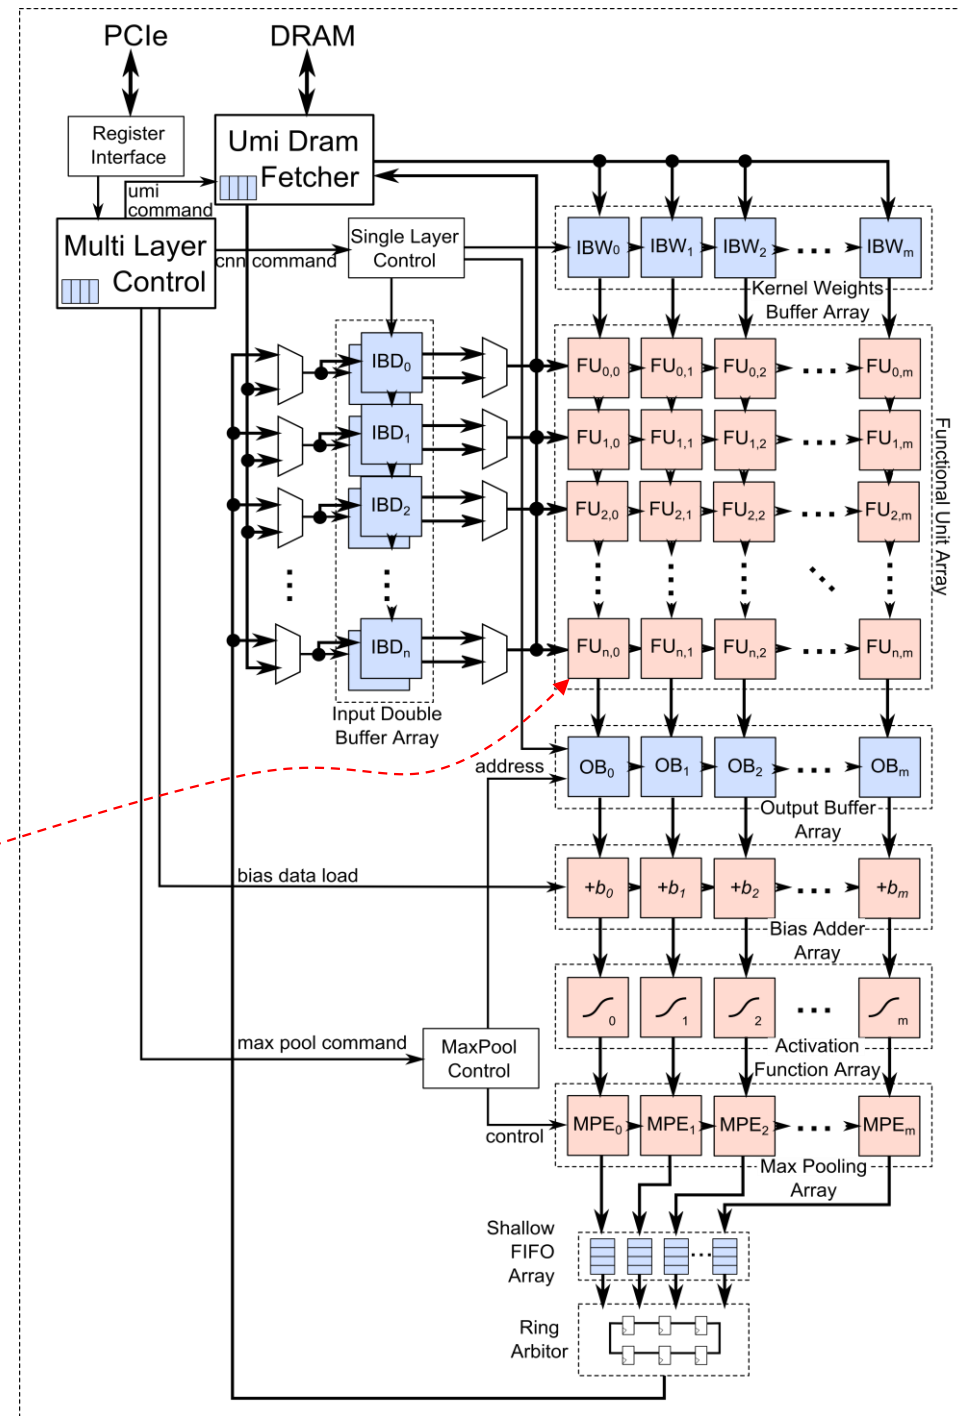 PCIe
DRAM
Register
Interface
Umi Dram
Fetcher
umi
command
Multi Layer
Control
cnn command
Single Layer
Control
IBW0 IBW1 IBW2 IBWm
Kernel Weights
Buffer Array
IBD0
IBD1
IBD2
IBDn
Input Double
Buffer Array
FU0,0 FU0,1 FU0,2 FU0,m
FU1,0 FU1,1 FU1,2 FU1,m
FU2,0 FU2,1 FU2,2 FU2,m
FUn,0 FUn,1 FUn,2 FUn,m
Functional Unit Array
address
OB0 OB1 OB2 OBm
Output Buffer
Array
bias data load
+b0 +b1 +b2 +bm
Bias Adder
Array
0 1 2 m
Activation
Function Array
max pool command
MaxPool
Control
control
MPE0 MPE1 MPE2 MPEm
Max Pooling
Array
Shallow
FIFO
Array
Ring
Arbitor